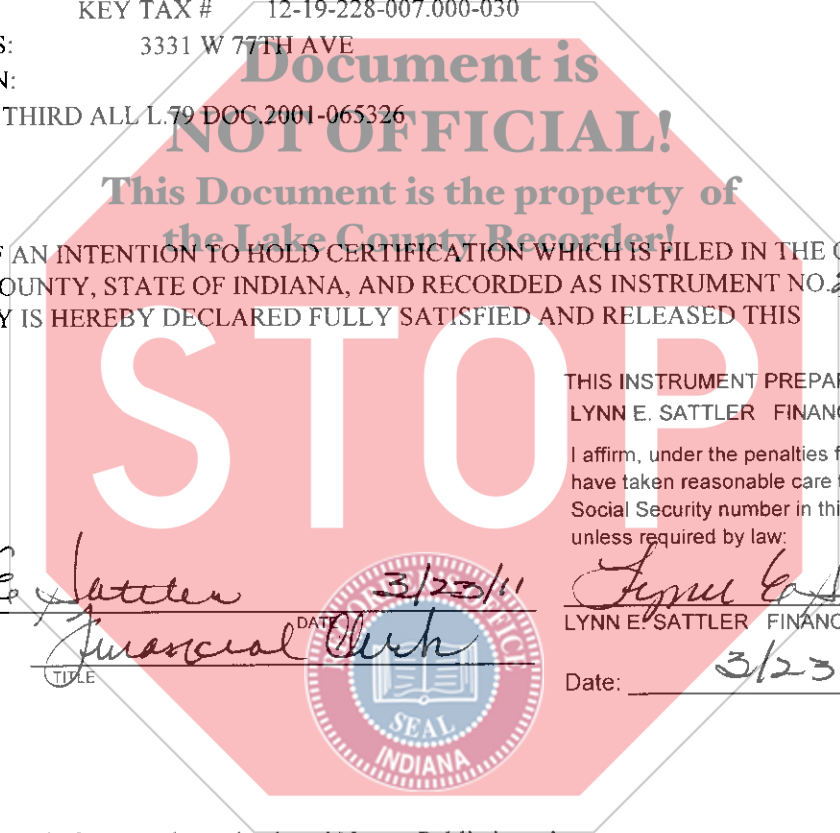 KEY TAX # 12-19-228-007.000-030
S: 3331 W 77TH AVE
Document is
N:
THIRD ALL L.79 DOC.2001-065326
NOT OFFICIAL!
This Document is the property of
the Lake County Recorder!
AN INTENTION TO HOLD CERTIFICATION WHICH IS FILED IN THE
OUNTY, STATE OF INDIANA, AND RECORDED AS INSTRUMENT NO.
Y IS HEREBY DECLARED FULLY SATISFIED AND RELEASED THIS
STOP
THIS INSTRUMENT PREPAR
LYNN E. SATTLER FINANC
I affirm, under the penalties f
have taken reasonable care t
Social Security number in thi
unless required by law:
Sattler 3/23/11
DATE
Financial Clerk
TITLE
Lynn E. S
LYNN E. SATTLER FINANC
Date: 3/23
SEAL
INDIANA